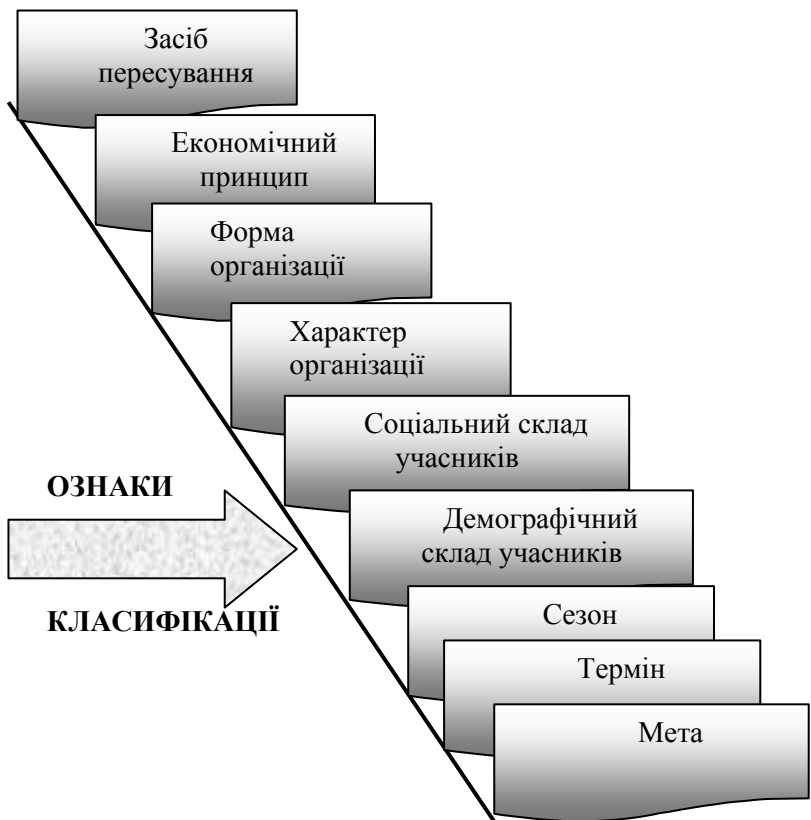 Засіб
пересування
Економічний
принцип
Форма
організації
Характер
організації
Соціальний склад
учасників
ОЗНАКИ
Демографічний
склад учасників
КЛАСИФІКАЦІЇ
Сезон
Термін
Мета